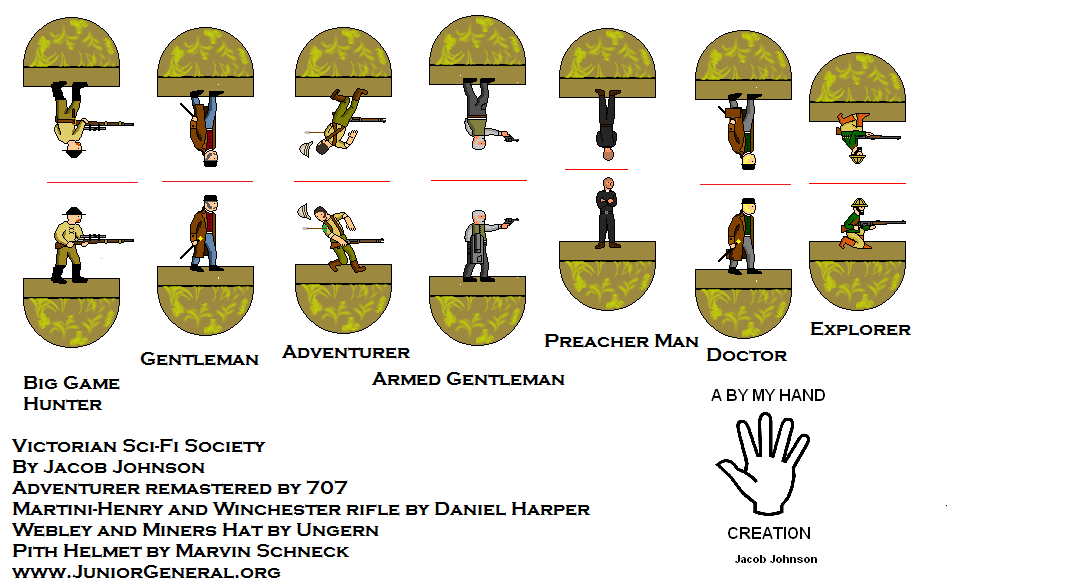 Big Game
Hunter
Gentleman
Adventurer
Armed Gentleman
Preacher Man
Doctor
Explorer
Victorian Sci-Fi Society
By Jacob Johnson
Adventurer remastered by 707
Martini-Henry and Winchester rifle by Daniel Harper
Webley and Miners Hat by Ungern
Pith Helmet by Marvin Schneck
www.JuniorGeneral.org
A BY MY HAND
CREATION
Jacob Johnson